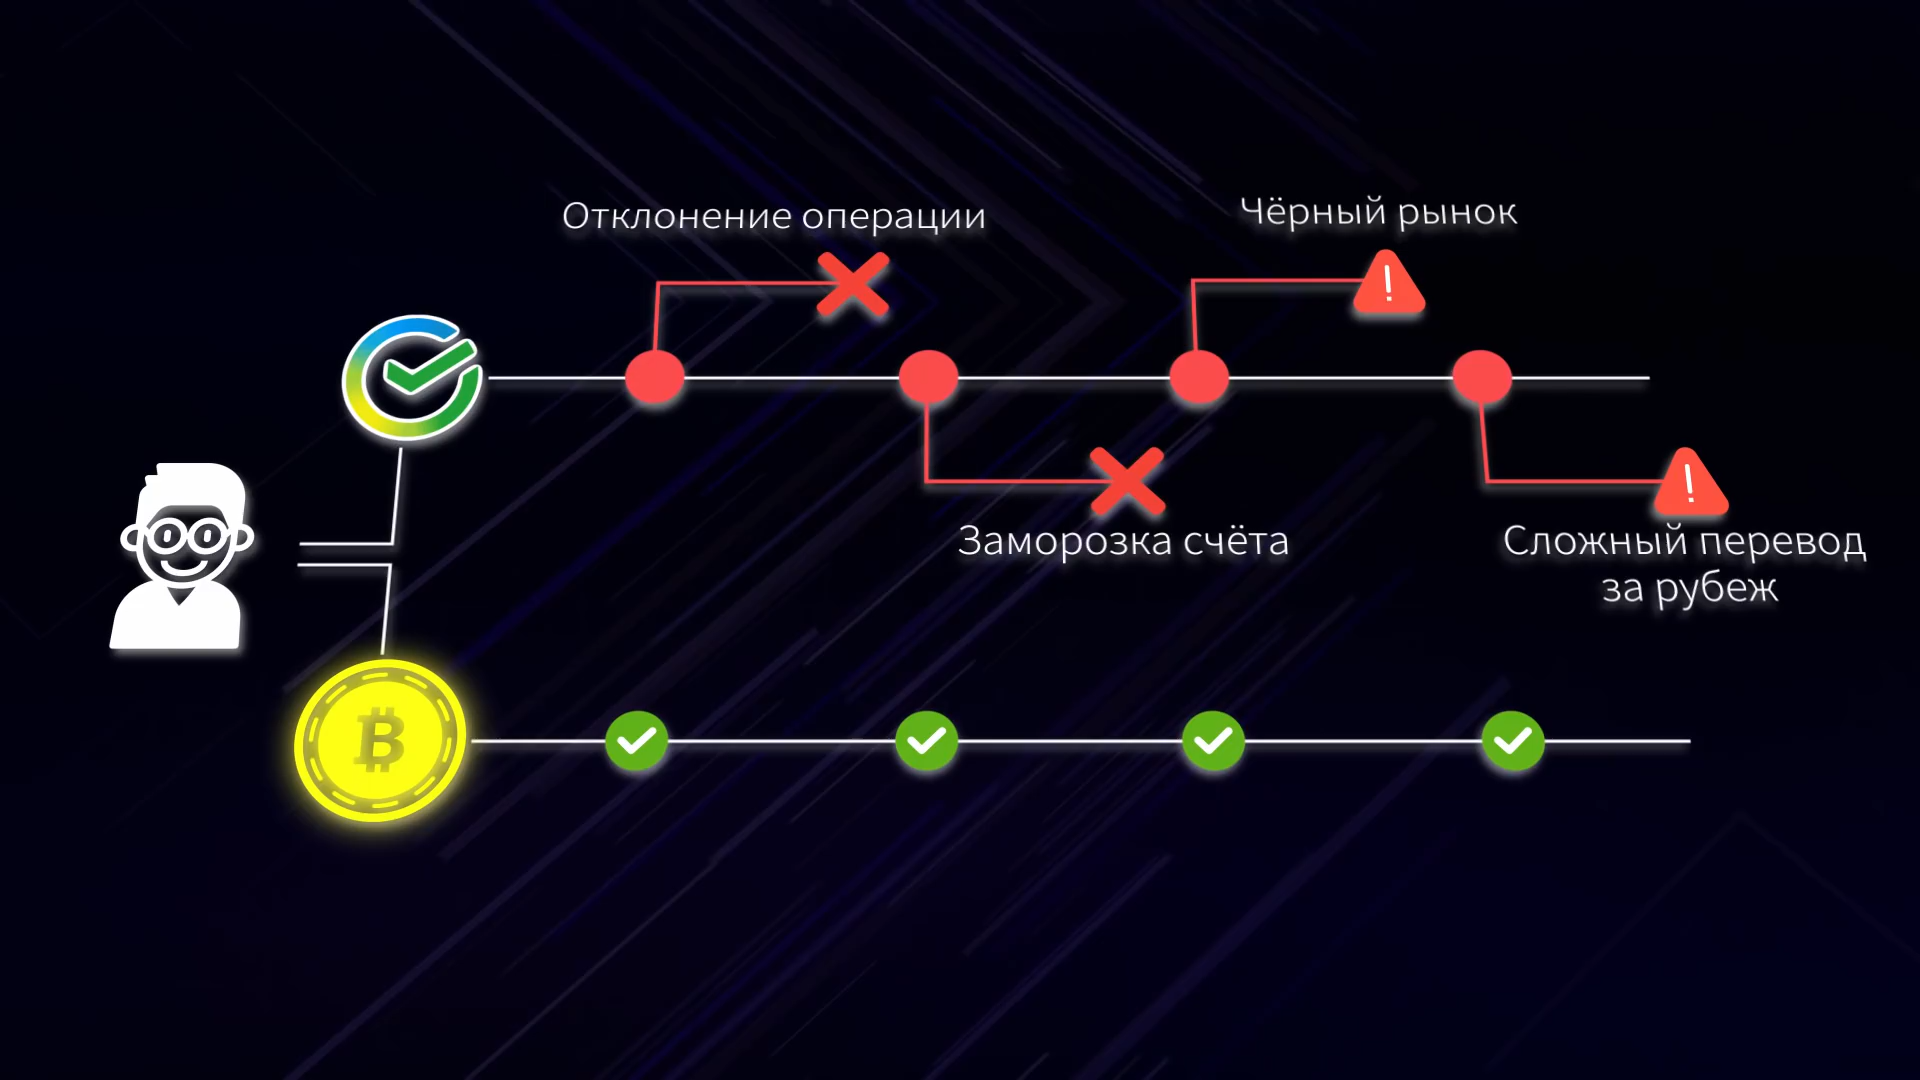 Отклонение операции
Чёрный рынок
Заморозка счёта
Сложный перевод
за рубеж